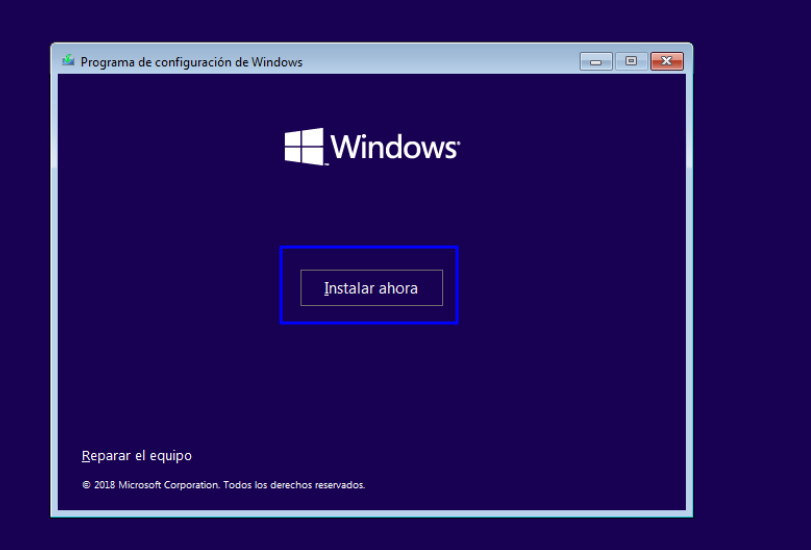 Programa de configuración de Windows
Windows
Instalar ahora
Reparar el equipo
© 2018 Microsoft Corporation. Todos los derechos reservados.